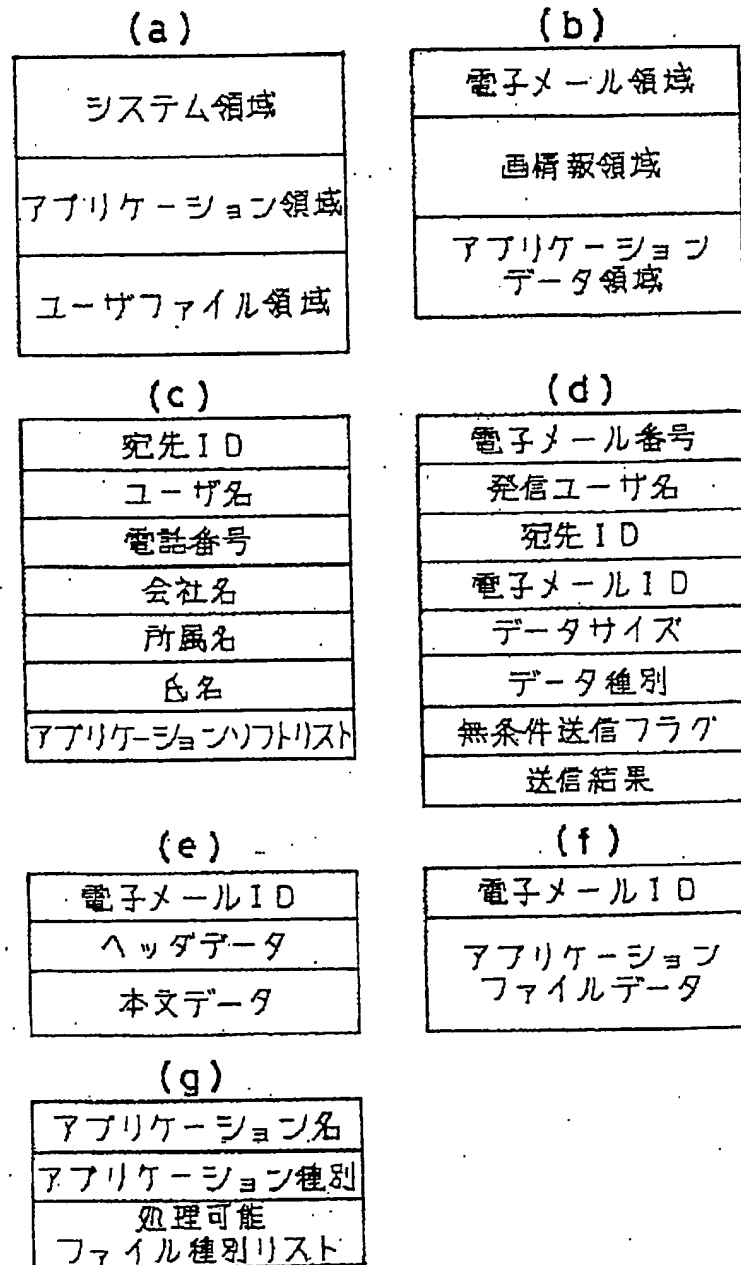 (a)
システム領域
アプリケーション領域
ユーザファイル領域
(b)
電子メール領域
画情報領域
アプリケーション
データ領域
(c)
宛先ID
ユーザ名
電話番号
会社名
所属名
氏名
アプリケーションソフトリスト
(d)
電子メール番号
発信ユーザ名
宛先ID
電子メールID
データサイズ
データ種別
無条件送信フラグ
送信結果
(e)
電子メールID
ヘッダデータ
本文データ
(f)
電子メールID
アプリケーション
ファイルデータ
(g)
アプリケーション名
アプリケーション種別
処理可能
ファイル種別リスト